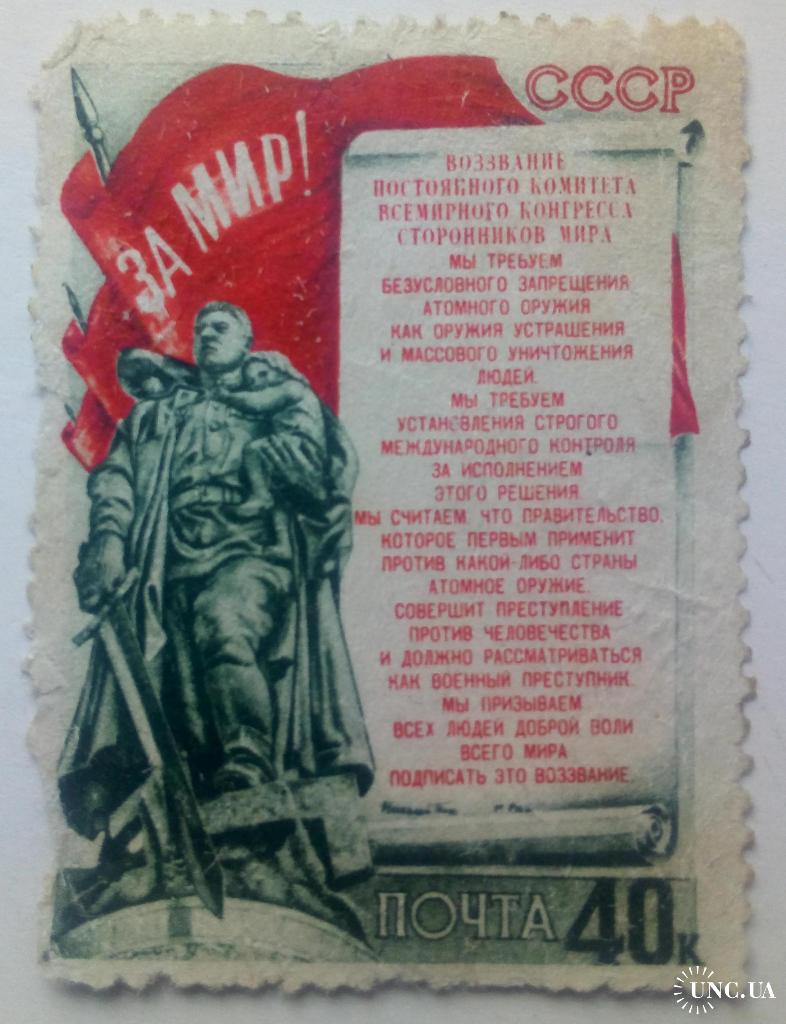 СССР
ЗА МИР!
ВОЗЗВАНИЕ
ПОСТОЯННОГО КОМИТЕТА
ВСЕМИРНОГО КОНГРЕССА
СТОРОННИКОВ МИРА
МЫ ТРЕБУЕМ
БЕЗУСЛОВНОГО ЗАПРЕЩЕНИЯ
АТОМНОГО ОРУЖИЯ
КАК ОРУЖИЯ УСТРАШЕНИЯ
И МАССОВОГО УНИЧТОЖЕНИЯ
ЛЮДЕЙ.
МЫ ТРЕБУЕМ
УСТАНОВЛЕНИЯ СТРОГОГО
МЕЖДУНАРОДНОГО КОНТРОЛЯ
ЗА ИСПОЛНЕНИЕМ
ЭТОГО РЕШЕНИЯ.
МЫ СЧИТАЕМ, ЧТО ПРАВИТЕЛЬСТВО,
КОТОРОЕ ПЕРВЫМ ПРИМЕНИТ
ПРОТИВ КАКОЙ-ЛИБО СТРАНЫ
АТОМНОЕ ОРУЖИЕ,
СОВЕРШИТ ПРЕСТУПЛЕНИЕ
ПРОТИВ ЧЕЛОВЕЧЕСТВА
И ДОЛЖНО РАССМАТРИВАТЬСЯ
КАК ВОЕННЫЙ ПРЕСТУПНИК.
МЫ ПРИЗЫВАЕМ
ВСЕХ ЛЮДЕЙ ДОБРОЙ ВОЛИ
ВСЕГО МИРА
ПОДПИСАТЬ ЭТО ВОЗЗВАНИЕ.
ПОЧТА 40 К
UNC.UA